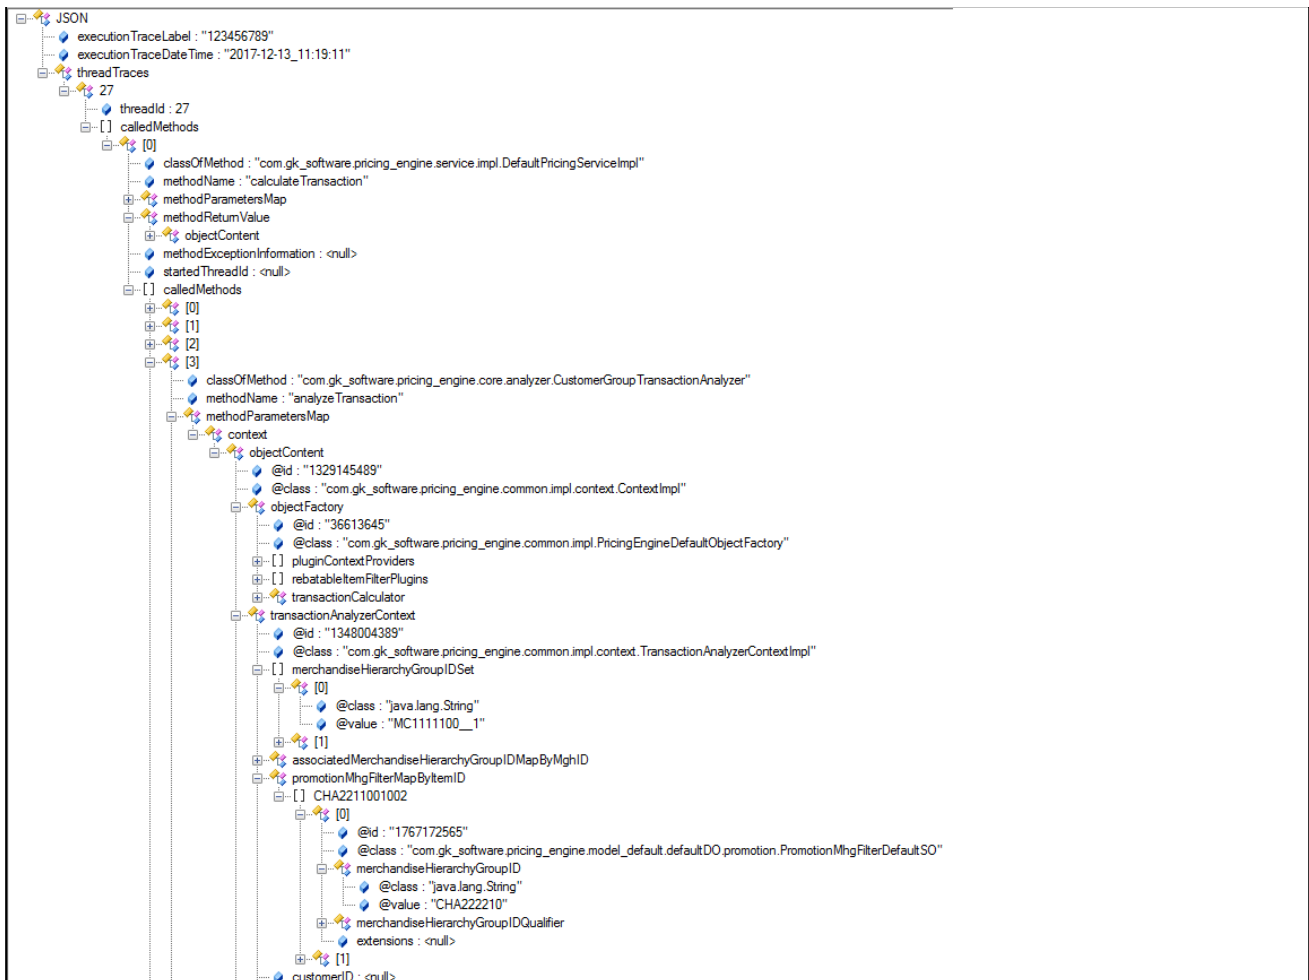 JSON
executionTraceLabel : "123456789"
executionTraceDateTime : "2017-12-13_11:19:11"
threadTraces
27
threadId : 27
[ ] calledMethods
[0]
classOfMethod : "com.gk_software.pricing_engine.service.impl.DefaultPricingServiceImpl"
methodName : "calculateTransaction"
methodParametersMap
methodReturnValue
objectContent
methodExceptionInformation : <null>
startedThreadId : <null>
[ ] calledMethods
[0]
[1]
[2]
[3]
classOfMethod : "com.gk_software.pricing_engine.core.analyzer.CustomerGroupTransactionAnalyzer"
methodName : "analyzeTransaction"
methodParametersMap
context
objectContent
@id : "1329145489"
@class : "com.gk_software.pricing_engine.common.impl.context.ContextImpl"
objectFactory
@id : "36613645"
@class : "com.gk_software.pricing_engine.common.impl.PricingEngineDefaultObjectFactory"
[ ] pluginContextProviders
[ ] rebatableItemFilterPlugins
transactionCalculator
transactionAnalyzerContext
@id : "1348004389"
@class : "com.gk_software.pricing_engine.common.impl.context.TransactionAnalyzerContextImpl"
[ ] merchandiseHierarchyGroupIDSet
[0]
@class : "java.lang.String"
@value : "MC1111100__1"
[1]
associatedMerchandiseHierarchyGroupIDMapByMghID
promotionMhgFilterMapByItemID
[ ] CHA2211001002
[0]
@id : "1767172565"
@class : "com.gk_software.pricing_engine.model_default.defaultDO.promotion.PromotionMhgFilterDefaultSO"
merchandiseHierarchyGroupID
@class : "java.lang.String"
@value : "CHA222210"
merchandiseHierarchyGroupIDQualifier
extensions : <null>
[1]
customerID : <null>